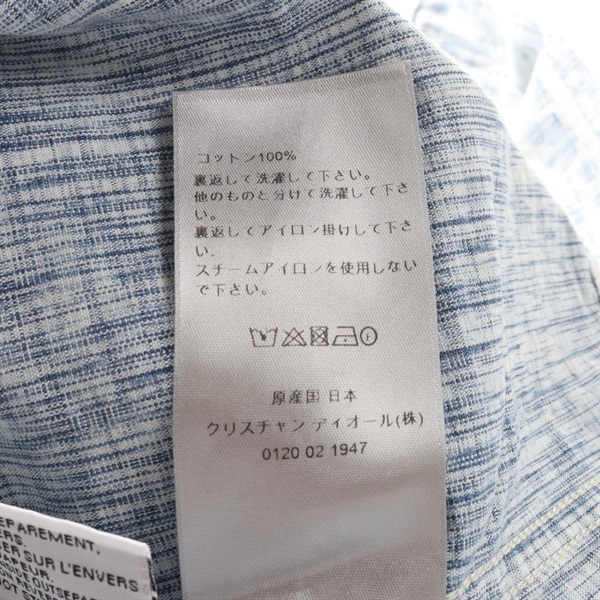 コットン100%
裏返して洗濯して下さい。
他のものと分けて洗濯して下さ
い。
裏返してアイロン掛けして下さ
い。
スチームアイロンを使用しない
で下さい。
原産国 日本
クリスチャン ディオール(株)
0120 02 1947
SUR L'ENVERS
NOT